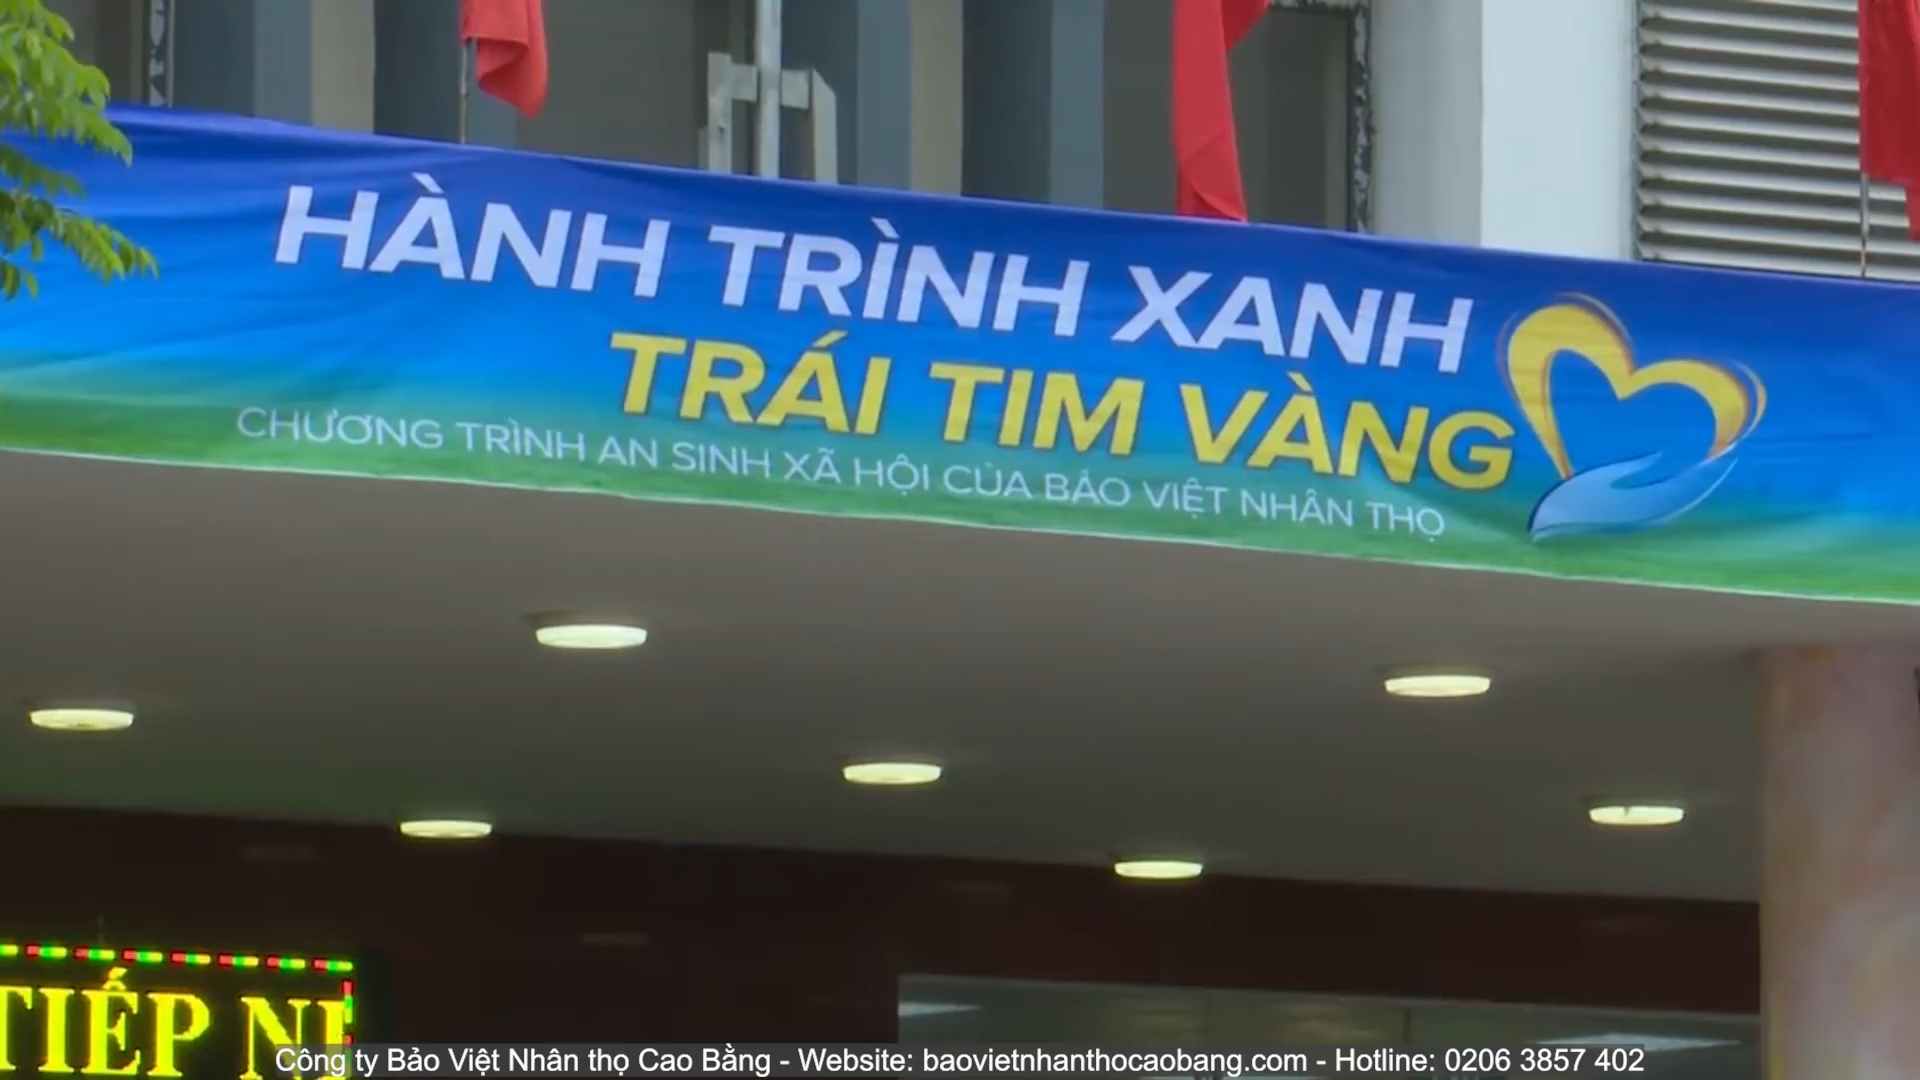 HÀNH TRÌNH XANH
TRÁI TIM VÀNG
CHƯƠNG TRÌNH AN SINH XÃ HỘI CỦA BẢO VIỆT NHÂN THỌ
TIẾP
Công ty Bảo Việt Nhân thọ Cao Bằng - Website: baovietnhanthocaobang.com - Hotline: 0206 3857 402